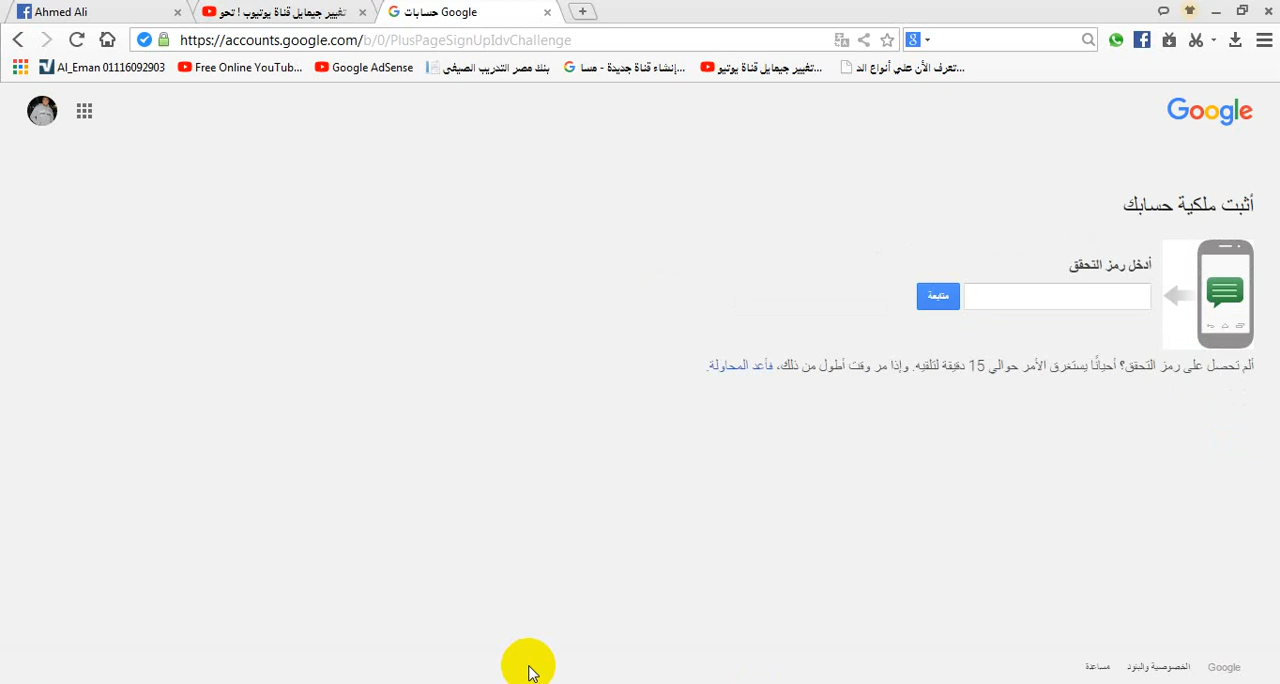 Ahmed Ali
تغيير جيمايل قناة يوتيوب ! تحو
حسابات Google
https://accounts.google.com/b/0/PlusPageSignUpIdvChallenge
Al_Eman 01116092903
Free Online YouTub...
Google AdSense
بنك مصر التدريب الصيفى
إنشاء قناة جديدة - مسا...
تغيير جيمايل قناة يوتيو...
تعرف الأن علي أنواع الد...
Google
أثبت ملكية حسابك
أدخل رمز التحقق
متابعة
ألم تحصل على رمز التحقق؟ أحيانًا يستغرق الأمر حوالي 15 دقيقة لتلقيه. وإذا مر وقت أطول من ذلك، فأعد المحاولة.
Google الخصوصية والبنود مساعدة